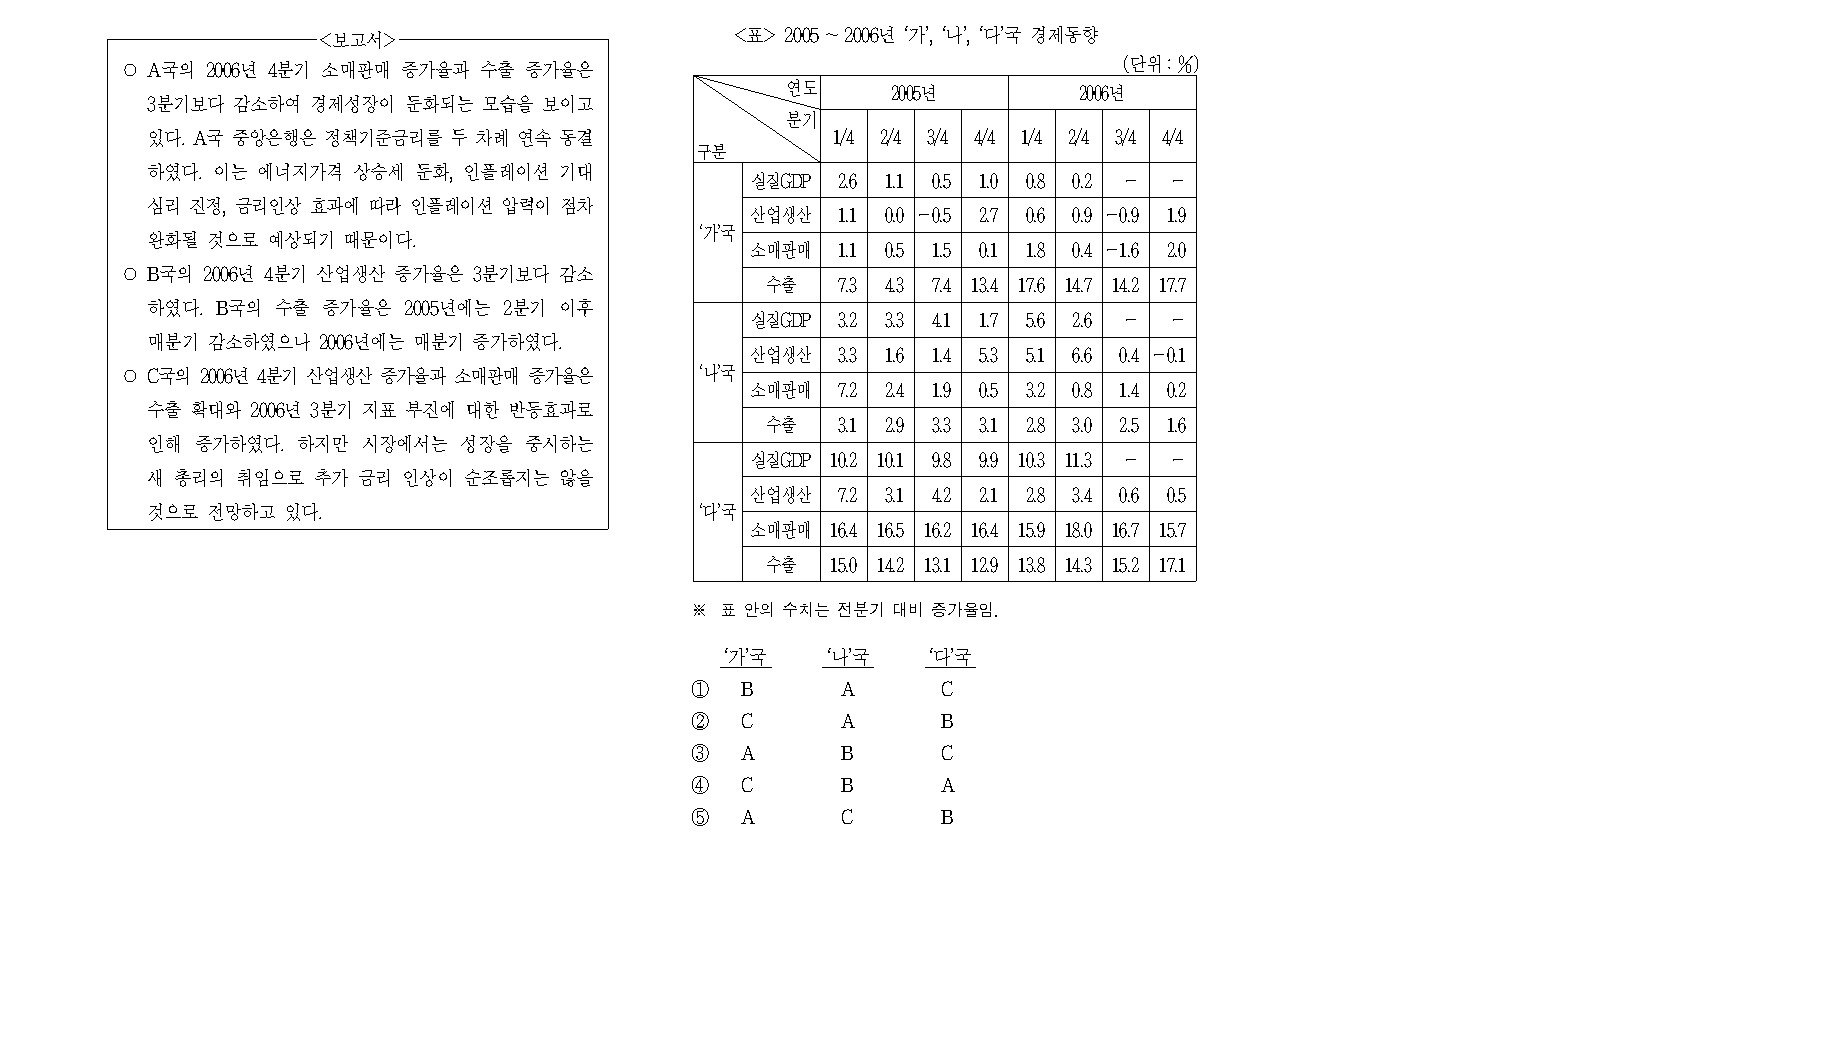 <보고서>
○ A국의 2006년 4분기 소매판매 증가율과 수출 증가율은
3분기보다 감소하여 경제성장이 둔화되는 모습을 보이고
있다. A국 중앙은행은 정책기준금리를 두 차례 연속 동결
하였다. 이는 에너지가격 상승세 둔화, 인플레이션 기대
심리 진정, 금리인상 효과에 따라 인플레이션 압력이 점차
완화될 것으로 예상되기 때문이다.
○ B국의 2006년 4분기 산업생산 증가율은 3분기보다 감소
하였다. B국의 수출 증가율은 2005년에는 2분기 이후
매분기 감소하였으나 2006년에는 매분기 증가하였다.
○ C국의 2006년 4분기 산업생산 증가율과 소매판매 증가율은
수출 확대와 2006년 3분기 지표 부진에 대한 반등효과로
인해 증가하였다. 하지만 시장에서는 성장을 중시하는
새 총리의 취임으로 추가 금리 인상이 순조롭지는 않을
것으로 전망하고 있다.
<표> 2005 ~ 2006년 ‘가’, ‘나’, ‘다’국 경제동향
(단위 : %)
연도 2005년 2006년
분기
구분 1/4 2/4 3/4 4/4 1/4 2/4 3/4 4/4
‘가’국
실질GDP 2.6 1.1 0.5 1.0 0.8 0.2 - -
산업생산 1.1 0.0 -0.5 2.7 0.6 0.9 -0.9 1.9
소매판매 1.1 0.5 1.5 0.1 1.8 0.4 -1.6 2.0
수출 7.3 4.3 7.4 13.4 17.6 14.7 14.2 17.7
‘나’국
실질GDP 3.2 3.3 4.1 1.7 5.6 2.6 - -
산업생산 3.3 1.6 1.4 5.3 5.1 6.6 0.4 -0.1
소매판매 7.2 2.4 1.9 0.5 3.2 0.8 1.4 0.2
수출 3.1 2.9 3.3 3.1 2.8 3.0 2.5 1.6
‘다’국
실질GDP 10.2 10.1 9.8 9.9 10.3 11.3 - -
산업생산 7.2 3.1 4.2 2.1 2.8 3.4 0.6 0.5
소매판매 16.4 16.5 16.2 16.4 15.9 18.0 16.7 15.7
수출 15.0 14.2 13.1 12.9 13.8 14.3 15.2 17.1
※ 표 안의 수치는 전분기 대비 증가율임.
‘가’국 ‘나’국 ‘다’국
① B A C
② C A B
③ A B C
④ C B A
⑤ A C B